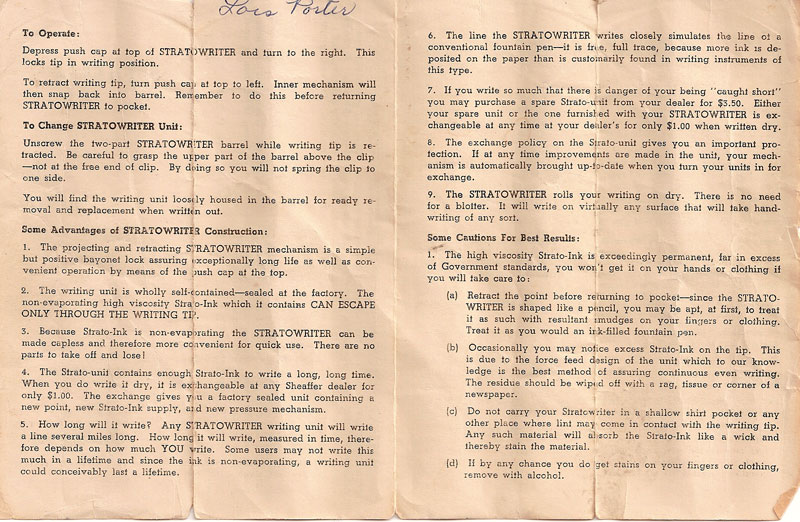 Lois Porter
To Operate:
Depress push cap at top of STRATOWRITER and turn to the right. This
locks tip in writing position.
To retract writing tip, turn push cap at top to left. Inner mechanism will
then snap back into barrel. Remember to do this before returning
STRATOWRITER to pocket.
To Change STRATOWRITER Unit:
Unscrew the two-part STRATOWRITER barrel while writing tip is re-
tracted. Be careful to grasp the upper part of the barrel above the clip
—not at the free end of clip. By doing so you will not spring the clip to
one side.
You will find the writing unit loosely housed in the barrel for ready re-
moval and replacement when written out.
Some Advantages of STRATOWRITER Construction:
1. The projecting and retracting STRATOWRITER mechanism is a simple
but positive bayonet lock assuring exceptionally long life as well as con-
venient operation by means of the push cap at the top.
2. The writing unit is wholly self-contained—sealed at the factory. The
non-evaporating high viscosity Strato-Ink which it contains CAN ESCAPE
ONLY THROUGH THE WRITING TIP.
3. Because Strato-Ink is non-evaporating the STRATOWRITER can be
made capless and therefore more convenient for quick use. There are no
parts to take off and lose!
4. The Strato-unit contains enough Strato-Ink to write a long, long time.
When you do write it dry, it is exchangeable at any Sheaffer dealer for
only $1.00. The exchange gives you a factory sealed unit containing a
new point, new Strato-Ink supply, and new pressure mechanism.
5. How long will it write? Any STRATOWRITER writing unit will write
a line several miles long. How long it will write, measured in time, there-
fore depends on how much YOU write. Some users may not write this
much in a lifetime and since the ink is non-evaporating, a writing unit
could conceivably last a lifetime.
6. The line the STRATOWRITER writes closely simulates the line of a
conventional fountain pen—it is free, full trace, because more ink is de-
posited on the paper than is customarily found in writing instruments of
this type.
7. If you write so much that there is danger of your being "caught short"
you may purchase a spare Strato-unit from your dealer for $3.50. Either
your spare unit or the one furnished with your STRATOWRITER is ex-
changeable at any time at your dealer's for only $1.00 when written dry.
8. The exchange policy on the Strato-unit gives you an important pro-
tection. If at any time improvements are made in the unit, your mech-
anism is automatically brought up-to-date when you turn your units in for
exchange.
9. The STRATOWRITER rolls your writing on dry. There is no need
for a blotter. It will write on virtually any surface that will take hand-
writing of any sort.
Some Cautions For Best Results:
1. The high viscosity Strato-Ink is exceedingly permanent, far in excess
of Government standards, you won't get it on your hands or clothing if
you will take care to:
(a) Retract the point before returning to pocket—since the STRATO-
WRITER is shaped like a pencil, you may be apt, at first, to treat
it as such with resultant smudges on your fingers or clothing.
Treat it as you would an ink-filled fountain pen.
(b) Occasionally you may notice excess Strato-Ink on the tip. This
is due to the force feed design of the unit which to our know-
ledge is the best method of assuring continuous even writing.
The residue should be wiped off with a rag, tissue or corner of a
newspaper.
(c) Do not carry your Stratowriter in a shallow shirt pocket or any
other place where lint may come in contact with the writing tip.
Any such material will absorb the Strato-Ink like a wick and
thereby stain the material.
(d) If by any chance you do get stains on your fingers or clothing,
remove with alcohol.